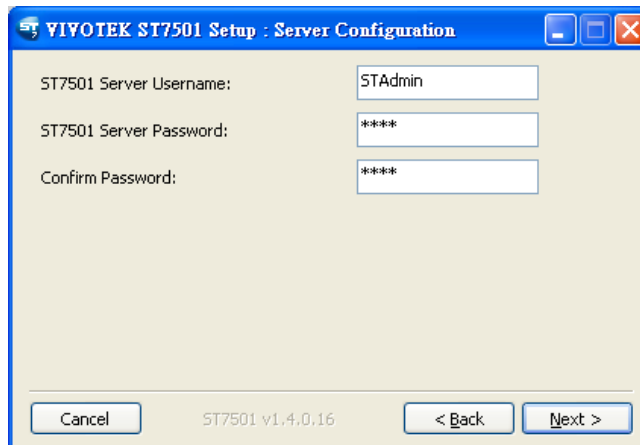 ST7 VIVOTEK ST7501 Setup : Server Configuration
ST7501 Server Username: STAdmin
ST7501 Server Password: ****
Confirm Password: ****
Cancel ST7501 v1.4.0.16 < Back Next >